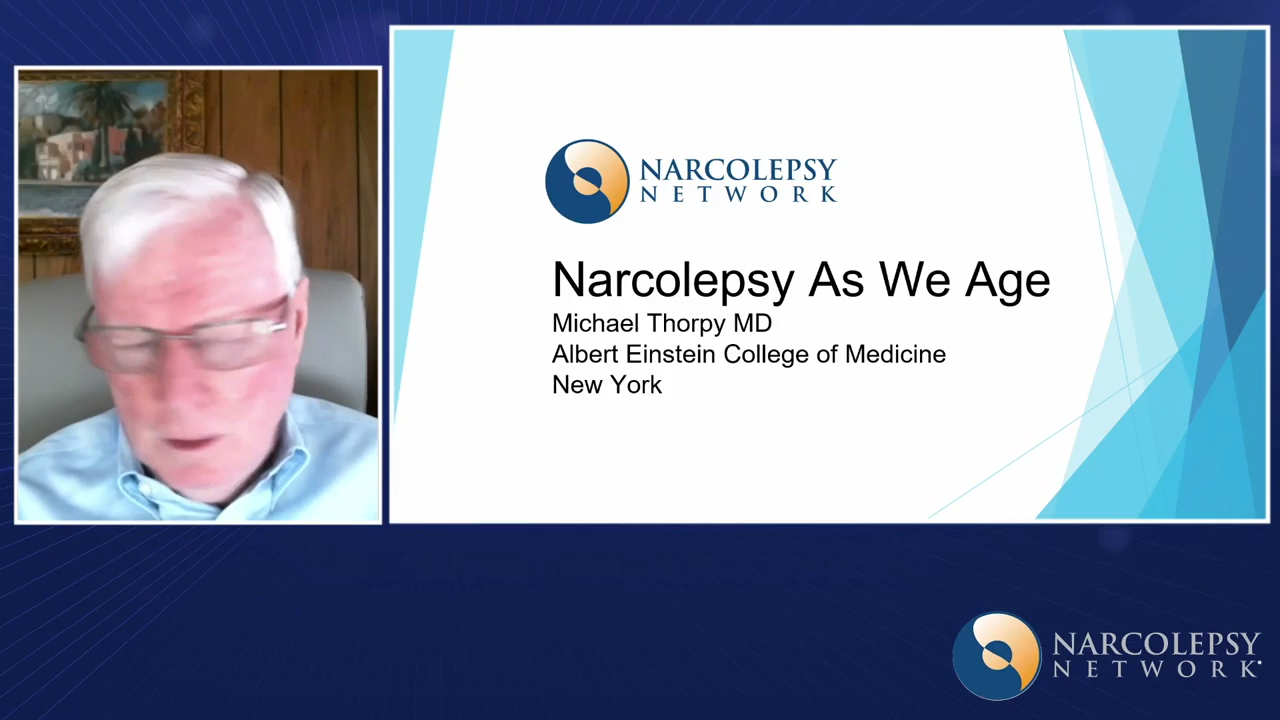 NARCOLEPSY
NETWORK
Narcolepsy As We Age
Michael Thorpy MD
Albert Einstein College of Medicine
New York
NARCOLEPSY
NETWORK